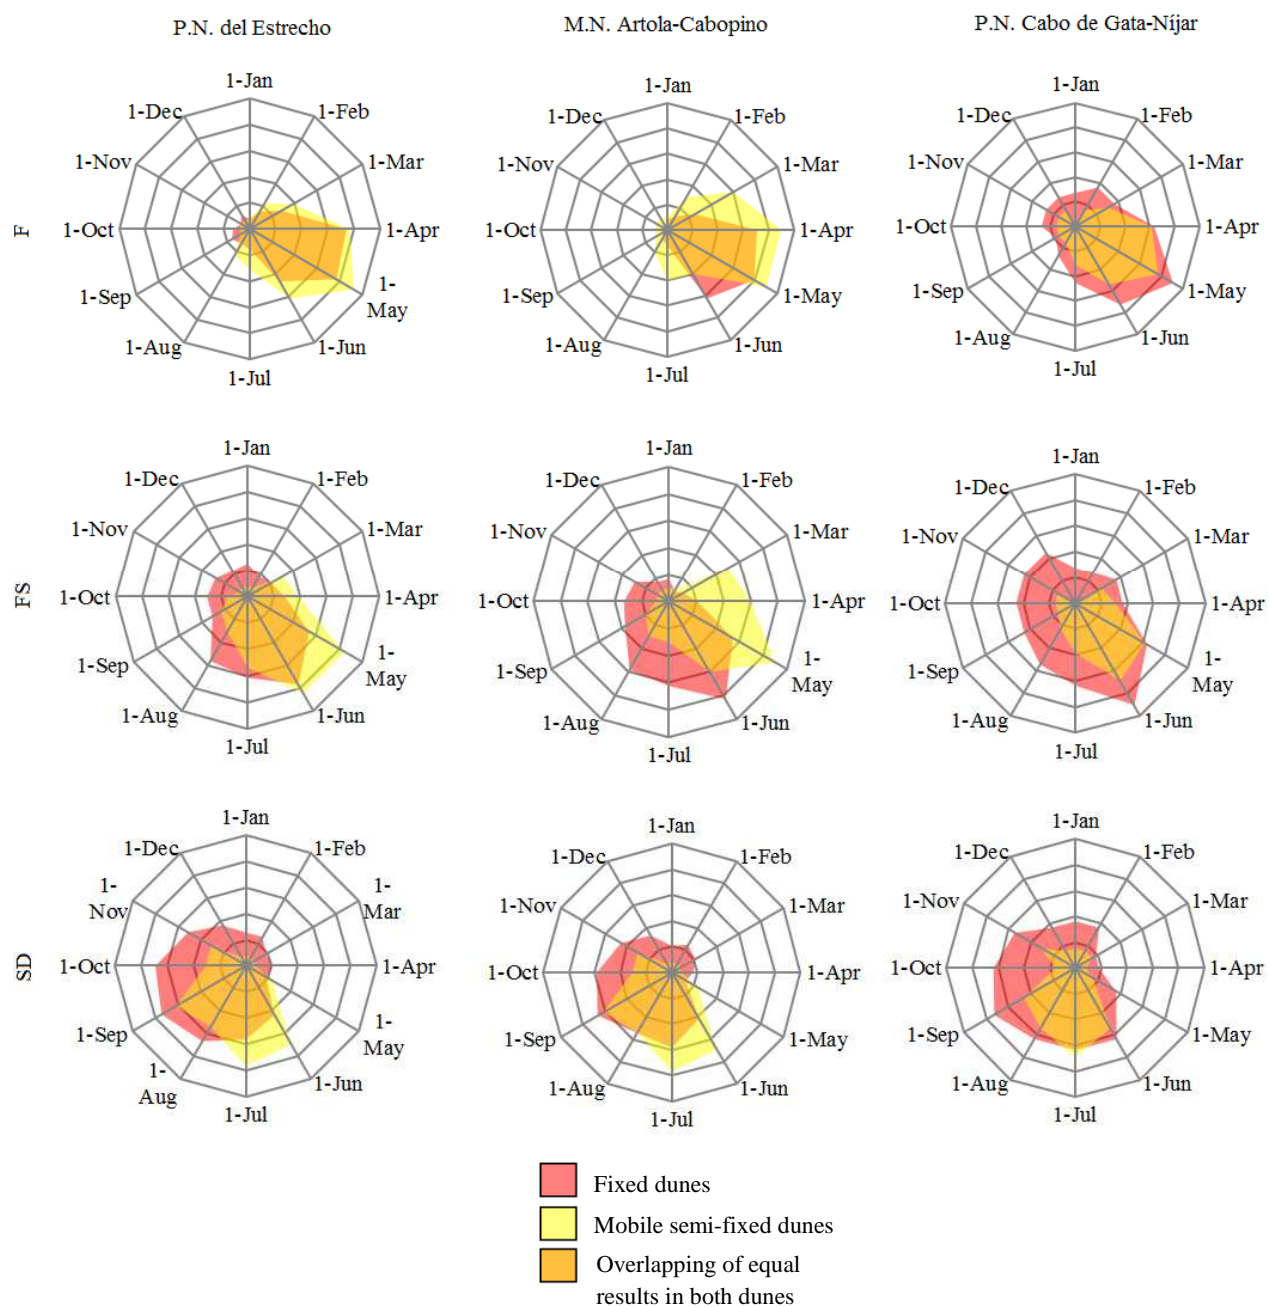 P.N. del Estrecho
M.N. Artola-Cabopino
P.N. Cabo de Gata-Níjar
F
1-Jan
1-Feb
1-Mar
1-Apr
1-
May
1-Jun
1-Jul
1-Aug
1-Sep
1-Oct
1-Nov
1-Dec
1-Jan
1-Feb
1-Mar
1-Apr
1-May
1-Jun
1-Jul
1-Aug
1-Sep
1-Oct
1-Nov
1-Dec
1-Jan
1-Feb
1-Mar
1-Apr
1-May
1-Jun
1-Jul
1-Aug
1-Sep
1-Oct
1-Nov
1-Dec
FS
1-Jan
1-Feb
1-Mar
1-Apr
1-
May
1-Jun
1-Jul
1-Aug
1-Sep
1-Oct
1-Nov
1-Dec
1-Jan
1-Feb
1-Mar
1-Apr
1-
May
1-Jun
1-Jul
1-Aug
1-Sep
1-Oct
1-Nov
1-Dec
1-Jan
1-Feb
1-Mar
1-Apr
1-May
1-Jun
1-Jul
1-Aug
1-Sep
1-Oct
1-Nov
1-Dec
SD
1-Jan
1-Feb
1-
Mar
1-Apr
1-
May
1-Jun
1-Jul
1-
Aug
1-Sep
1-Oct
1-
Nov
1-Dec
1-Jan
1-Feb
1-Mar
1-Apr
1-May
1-Jun
1-Jul
1-Aug
1-Sep
1-Oct
1-Nov
1-Dec
1-Jan
1-Feb
1-Mar
1-Apr
1-May
1-Jun
1-Jul
1-Aug
1-Sep
1-Oct
1-Nov
1-Dec
Fixed dunes
Mobile semi-fixed dunes
Overlapping of equal
results in both dunes